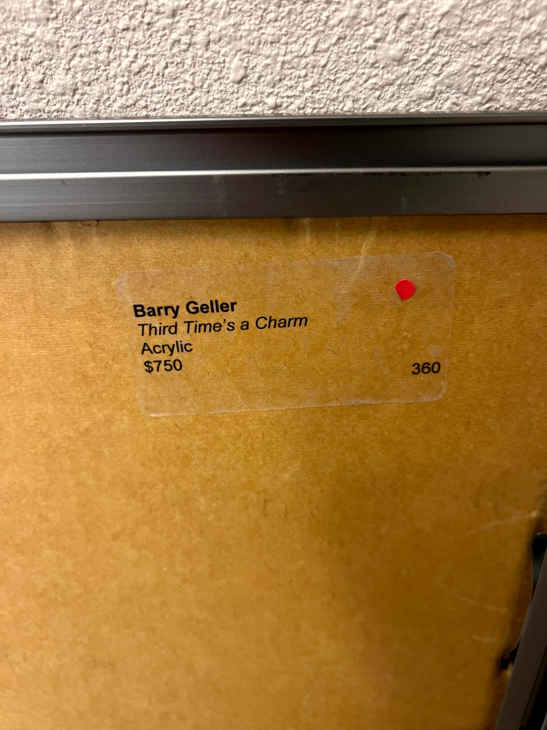 Barry Geller
Third Time's a Charm
Acrylic
$750
360